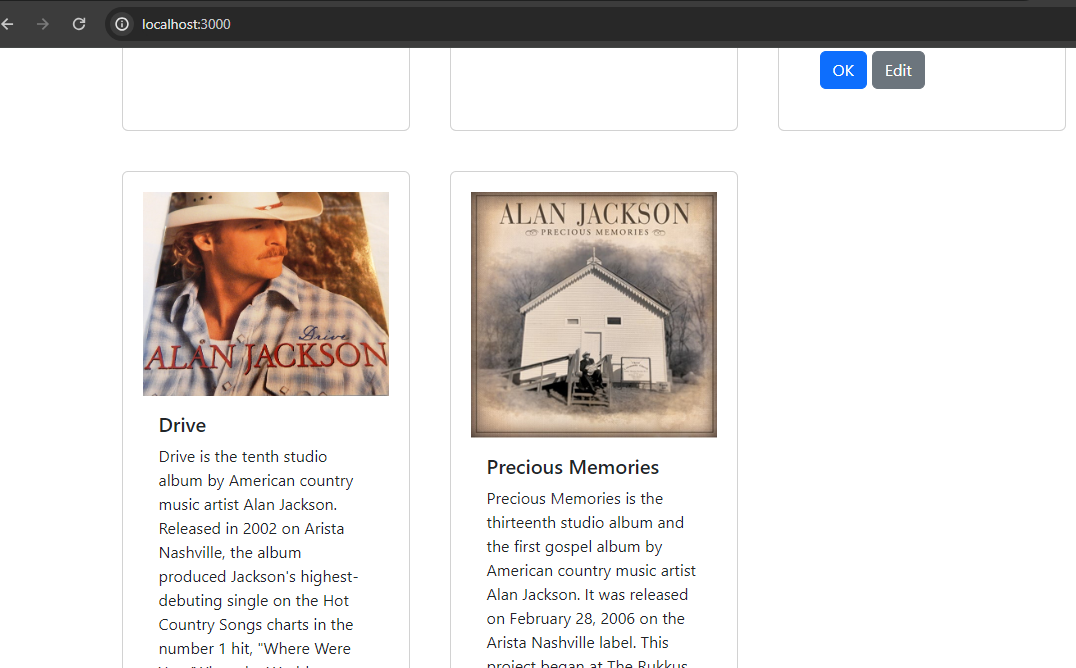 localhost:3000
OK
Edit
Drive
ALAN JACKSON
ALAN JACKSON
PRECIOUS MEMORIES
Drive
Drive is the tenth studio
album by American country
music artist Alan Jackson.
Released in 2002 on Arista
Nashville, the album
produced Jackson's highest-
debuting single on the Hot
Country Songs charts in the
number 1 hit, "Where Were
Precious Memories
Precious Memories is the
thirteenth studio album and
the first gospel album by
American country music artist
Alan Jackson. It was released
on February 28, 2006 on the
Arista Nashville label. This
project began at The Rukkus